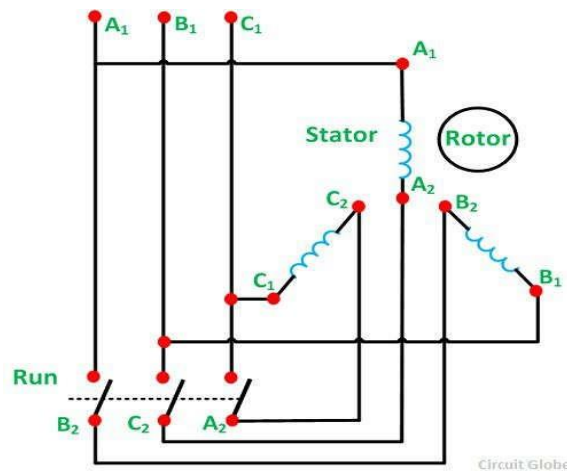 A₁ B₁ C₁
A₁
Stator Rotor
A₂
C₂ B₂
C₁ B₁
Run
B₂ C₂ A₂
Circuit Globe